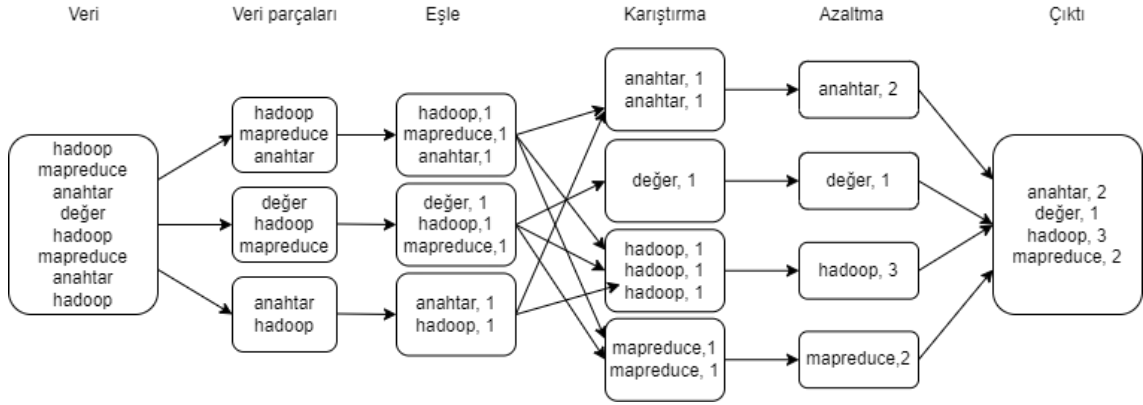 Veri
Veri parçaları
Eşle
Karıştırma
Azaltma
Çıktı
hadoop
mapreduce
anahtar
değer
hadoop
mapreduce
anahtar
hadoop
hadoop
mapreduce
anahtar
değer
hadoop
mapreduce
anahtar
hadoop
hadoop,1
mapreduce,1
anahtar,1
değer, 1
hadoop,1
mapreduce,1
anahtar, 1
hadoop, 1
anahtar, 1
anahtar, 1
değer, 1
hadoop, 1
hadoop, 1
hadoop, 1
mapreduce,1
mapreduce, 1
anahtar, 2
değer, 1
hadoop, 3
mapreduce,2
anahtar, 2
değer, 1
hadoop, 3
mapreduce, 2